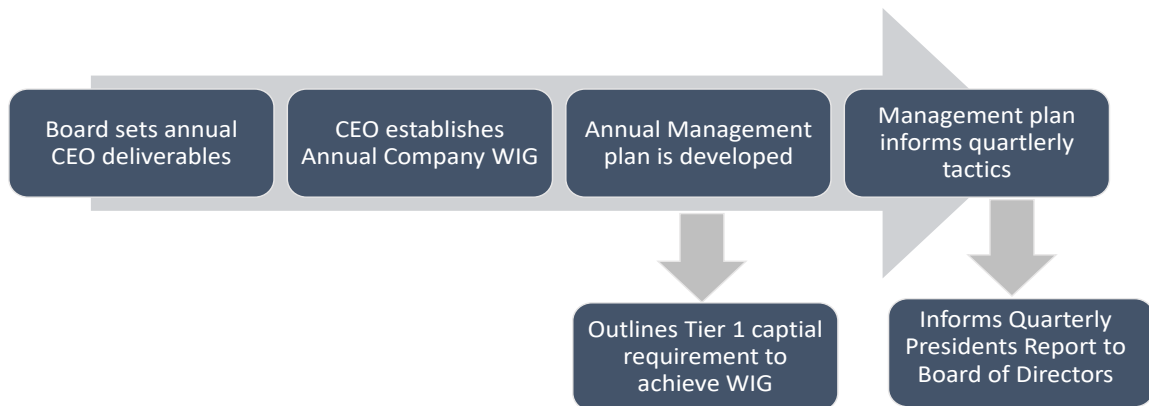 Board sets annual
CEO deliverables
CEO establishes
Annual Company WIG
Annual Management
plan is developed
Management plan
informs quartlerly
tactics
Outlines Tier 1 captial
requirement to
achieve WIG
Informs Quarterly
Presidents Report to
Board of Directors